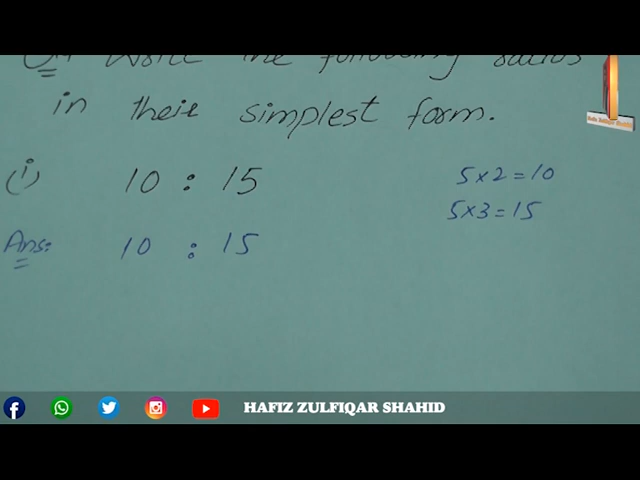 Write the following ratios
in their simplest form.
(i) 10 : 15 5×2=10
5×3=15
Ans: 10 : 15
HAFIZ ZULFIQAR SHAHID